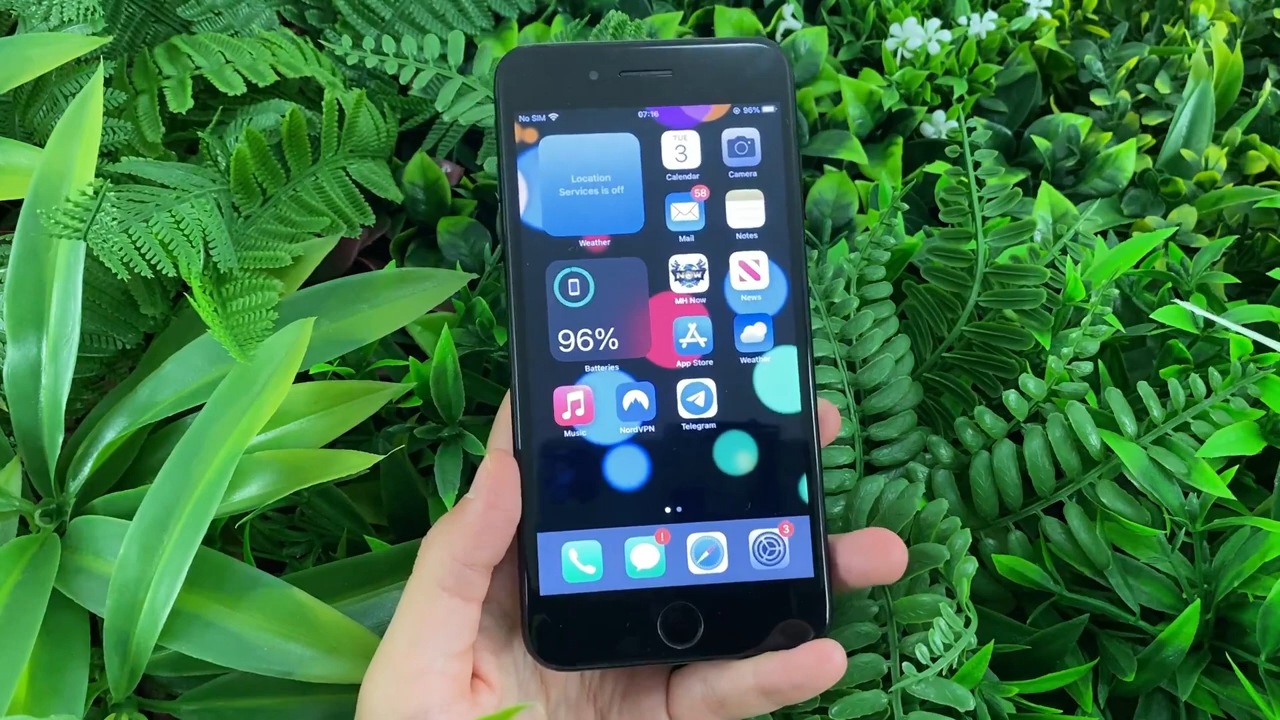 No SIM 07:16 96%
Location
Services is off
Weather
TUE
3
Calendar
Camera
58
Mail
Notes
NOW
MH Now
News
96%
Batteries
App Store
Weather
Music
NordVPN
Telegram
!
3